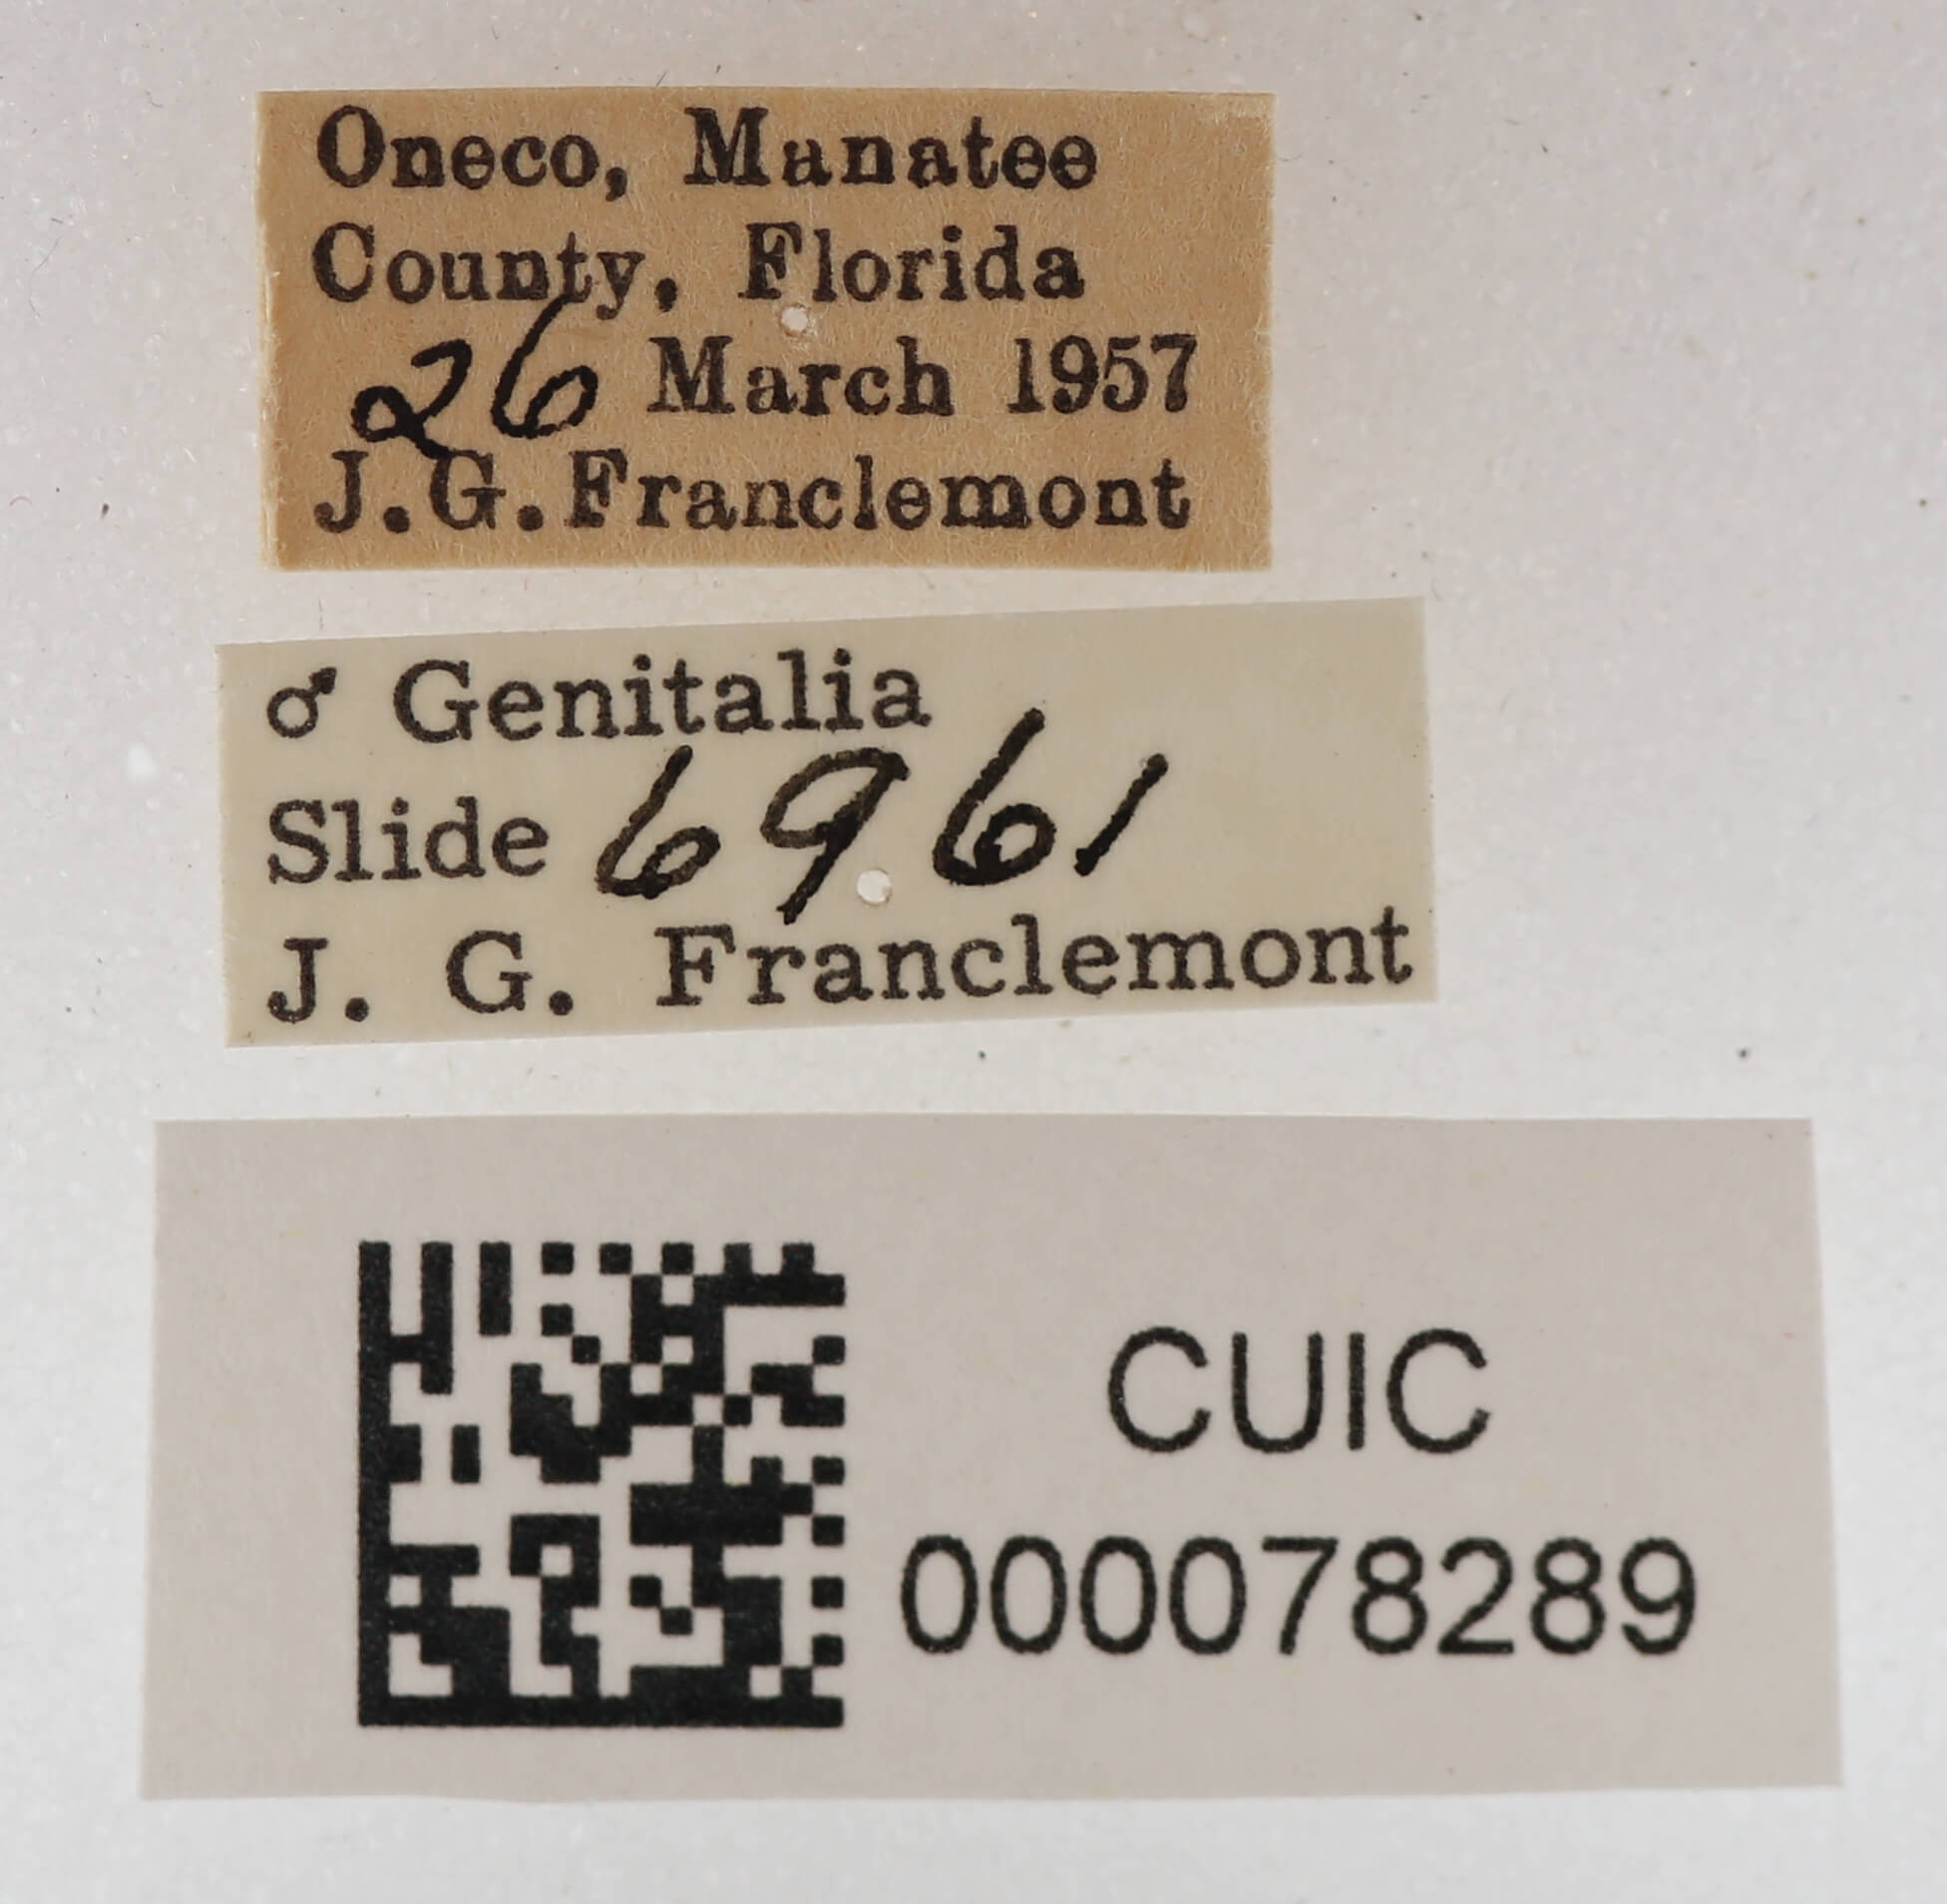 Oneco, Manatee
County, Florida
26 March 1957
J. G. Franclemont
♂ Genitalia
Slide 6961
J. G. Franclemont
CUIC
000078289